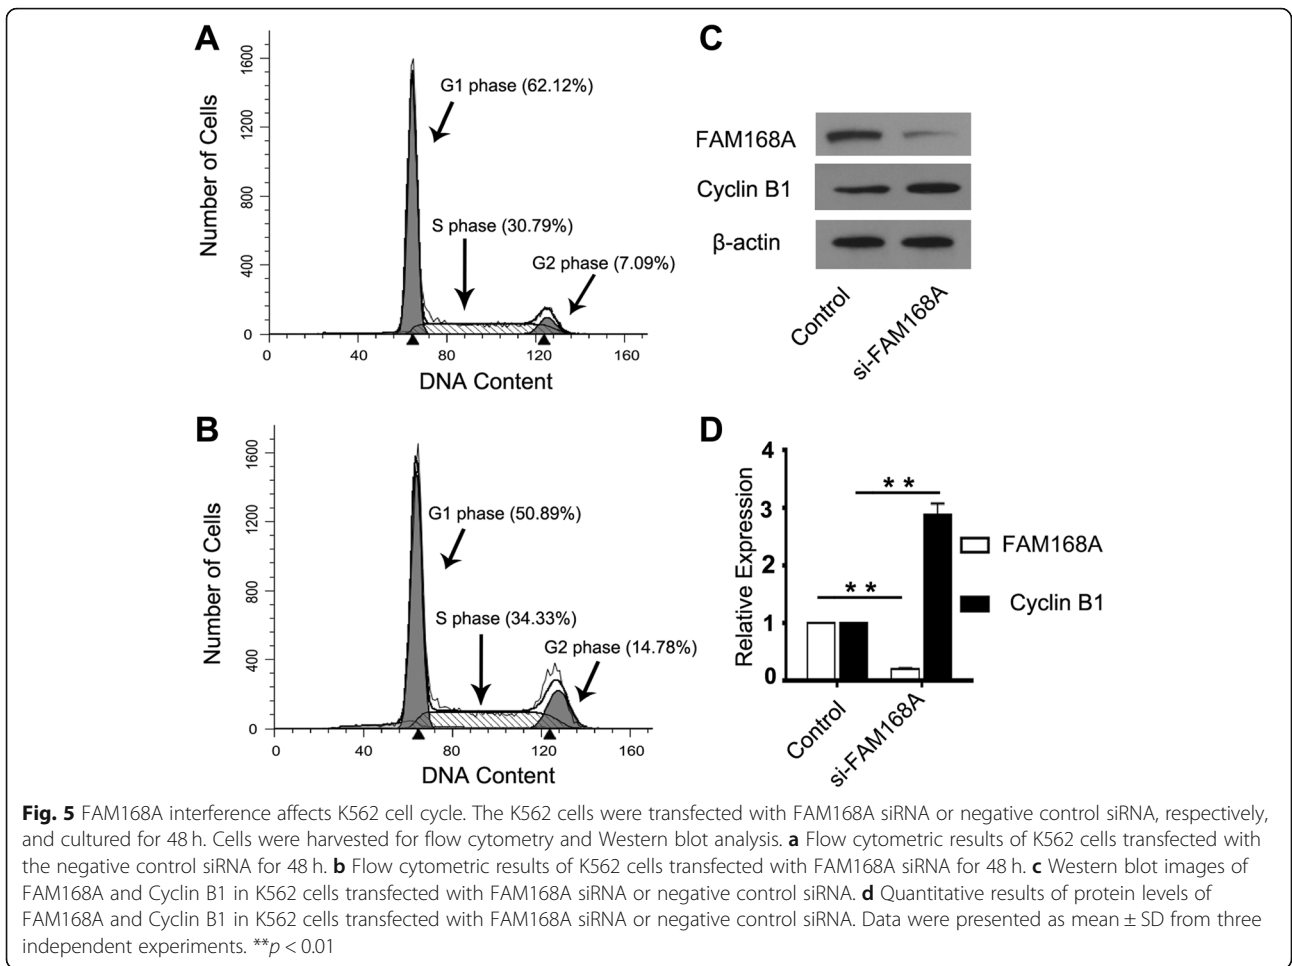 A
Number of Cells
1600
1200
800
400
0
G1 phase (62.12%)
S phase (30.79%)
G2 phase (7.09%)
0 40 80 120 160
DNA Content
B
Number of Cells
1600
1200
800
400
0
G1 phase (50.89%)
S phase (34.33%)
G2 phase (14.78%)
0 40 80 120 160
DNA Content
C
FAM168A
Cyclin B1
β-actin
Control
si-FAM168A
D
Relative Expression
4
3
2
1
0
* *
* *
FAM168A
Cyclin B1
Control
si-FAM168A
Fig. 5 FAM168A interference affects K562 cell cycle. The K562 cells were transfected with FAM168A siRNA or negative control siRNA, respectively,
and cultured for 48 h. Cells were harvested for flow cytometry and Western blot analysis. a Flow cytometric results of K562 cells transfected with
the negative control siRNA for 48 h. b Flow cytometric results of K562 cells transfected with FAM168A siRNA for 48 h. c Western blot images of
FAM168A and Cyclin B1 in K562 cells transfected with FAM168A siRNA or negative control siRNA. d Quantitative results of protein levels of
FAM168A and Cyclin B1 in K562 cells transfected with FAM168A siRNA or negative control siRNA. Data were presented as mean ± SD from three
independent experiments. **p < 0.01